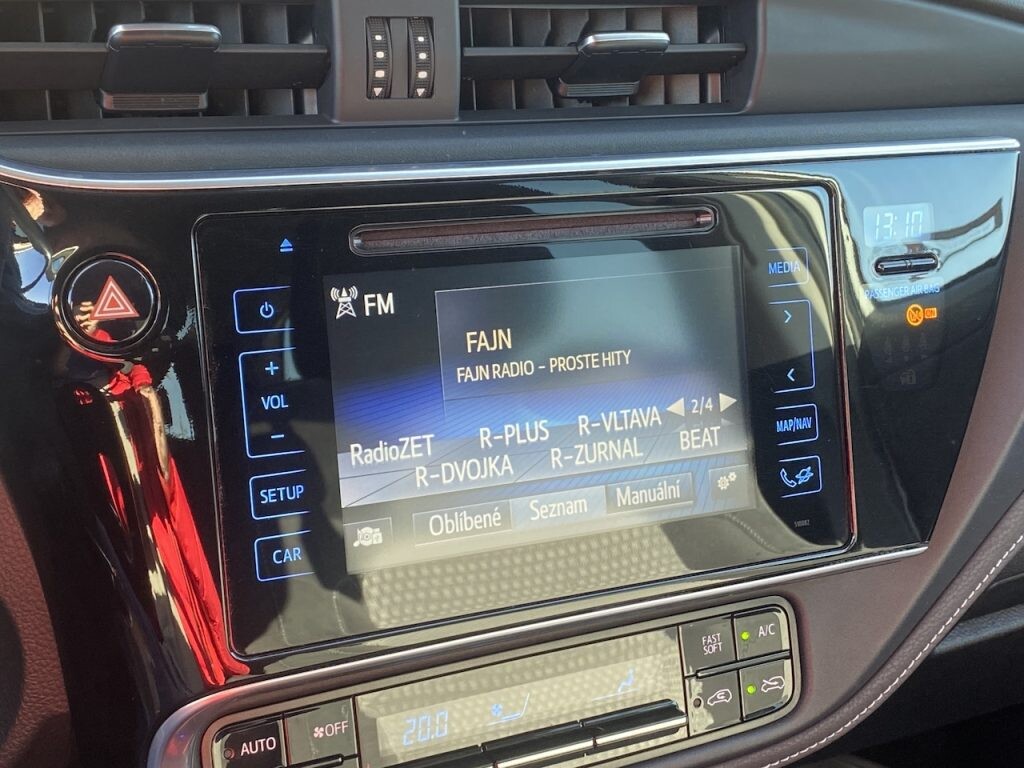 MEDIA
13:10
PASSENGER AIR BAG
ON
FM
FAJN
FAJN RADIO - PROSTE HITY
+
VOL
-
2/4
RadioZET
R-PLUS
R-VLTAVA
R-DVOJKA
R-ZURNAL
BEAT
MAP/NAV
SETUP
Oblíbené
Seznam
Manuální
CAR
FAST
SOFT
A/C
20.0
AUTO
OFF